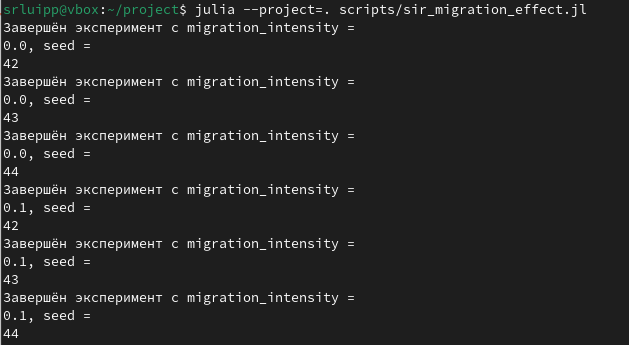 srluipp@vbox:~/project$ julia --project=. scripts/sir_migration_effect.jl
Завершён эксперимент с migration_intensity =
0.0, seed =
42
Завершён эксперимент с migration_intensity =
0.0, seed =
43
Завершён эксперимент с migration_intensity =
0.0, seed =
44
Завершён эксперимент с migration_intensity =
0.1, seed =
42
Завершён эксперимент с migration_intensity =
0.1, seed =
43
Завершён эксперимент с migration_intensity =
0.1, seed =
44